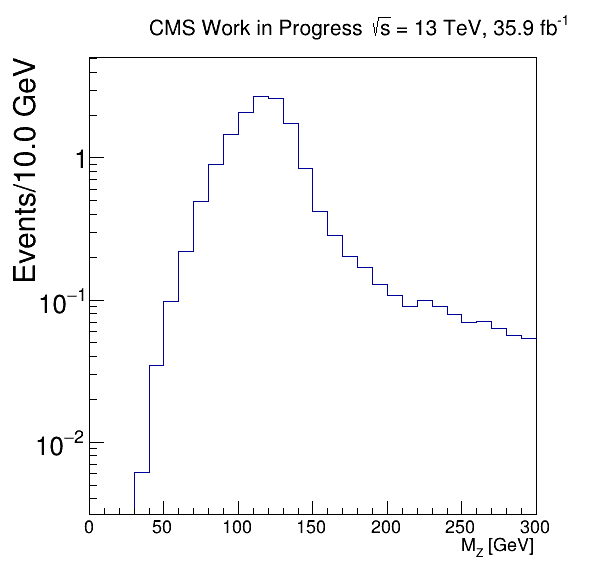 CMS Work in Progress √s = 13 TeV, 35.9 fb⁻¹
Events/10.0 GeV
1
10⁻¹
10⁻²
0 50 100 150 200 250 300
M_Z [GeV]